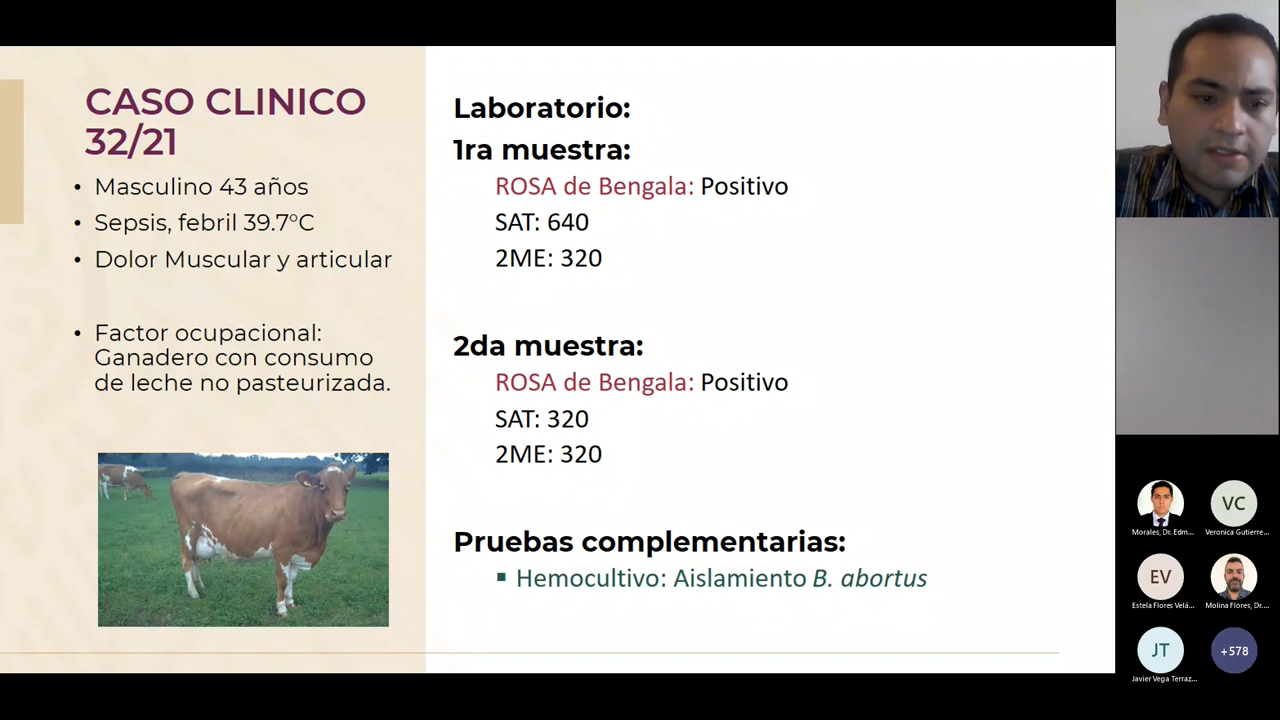 CASO CLINICO
32/21
• Masculino 43 años
• Sepsis, febril 39.7°C
• Dolor Muscular y articular
• Factor ocupacional:
Ganadero con consumo
de leche no pasteurizada.
Laboratorio:
1ra muestra:
ROSA de Bengala: Positivo
SAT: 640
2ME: 320
2da muestra:
ROSA de Bengala: Positivo
SAT: 320
2ME: 320
Pruebas complementarias:
▪ Hemocultivo: Aislamiento B. abortus
VC
Morales, Dr. Edm...
Veronica Gutierre...
EV
Estela Flores Velá...
Molina Flores, Dr....
JT
+578
Javier Vega Terraz...